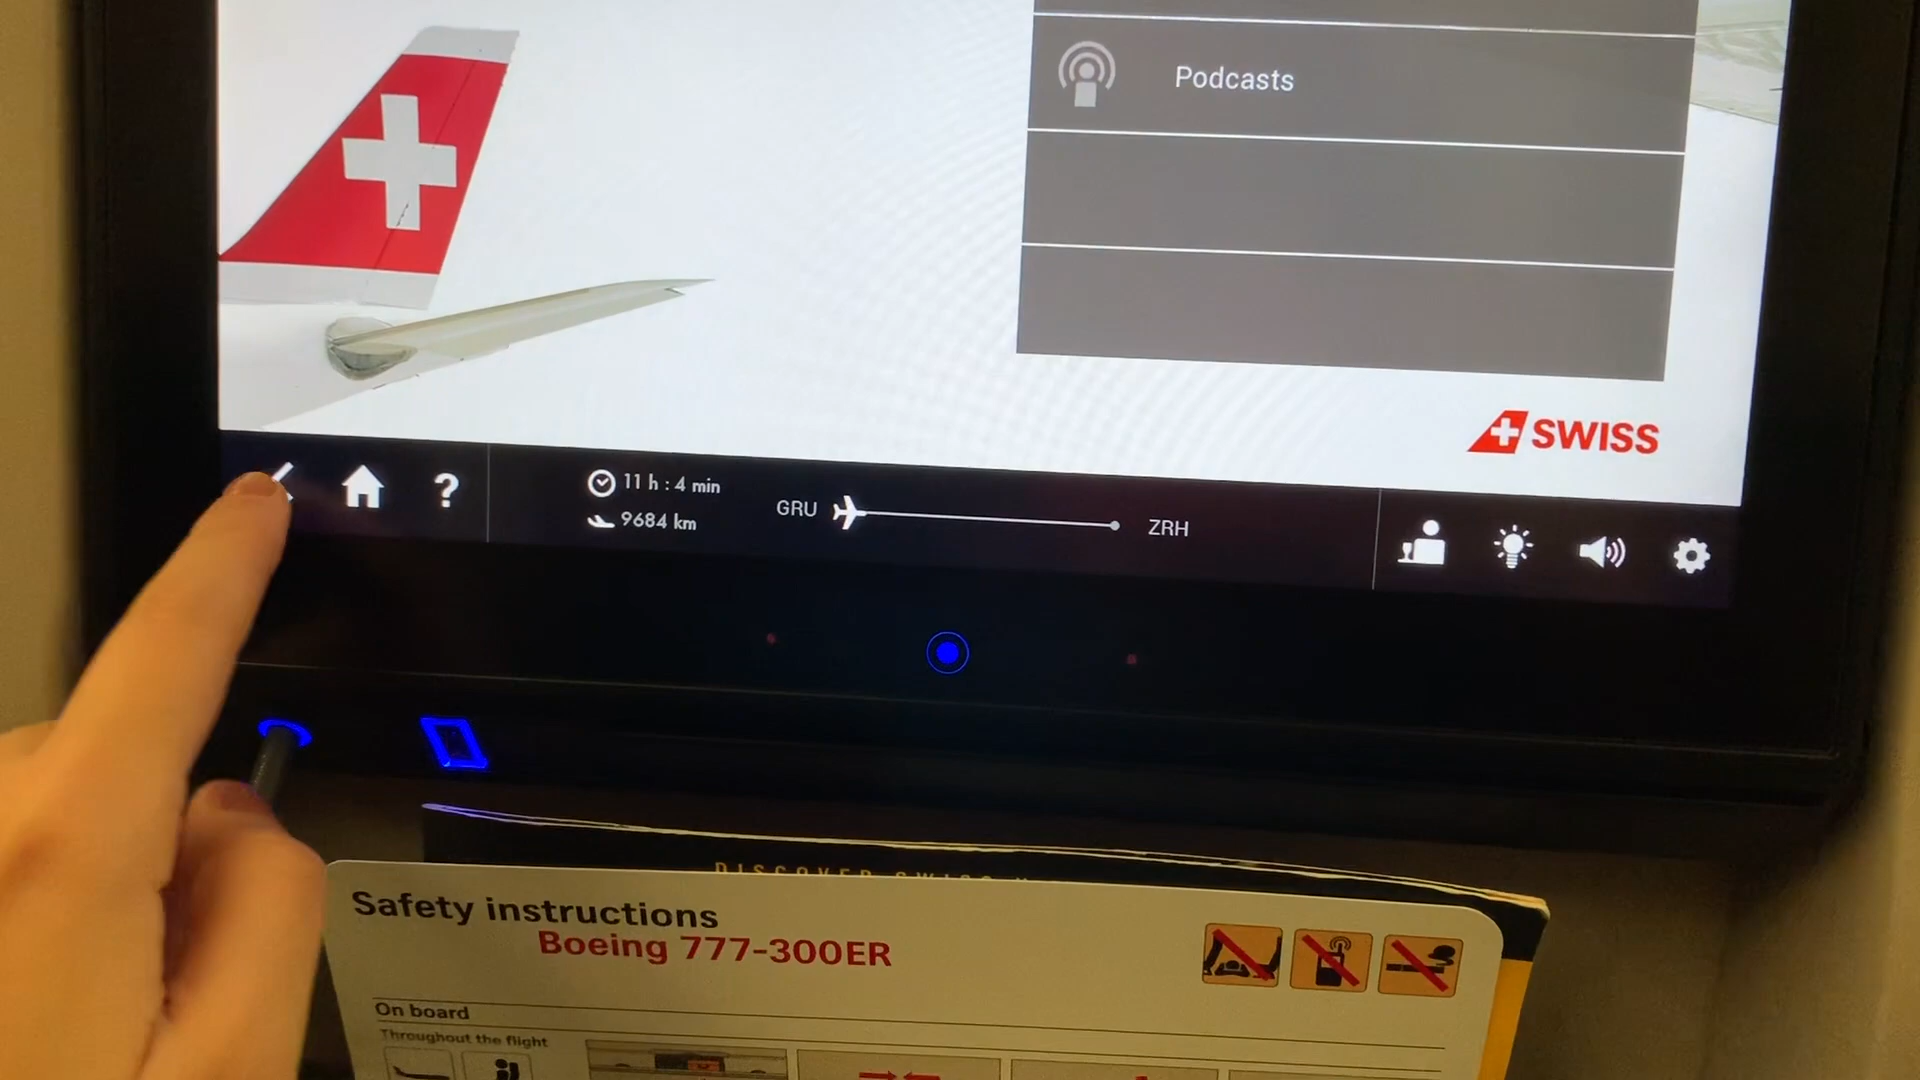 Podcasts
SWISS
?
11 h : 4 min
9684 km
GRU
ZRH
DISCOVER SWISS
Safety instructions
Boeing 777-300ER
On board
Throughout the flight